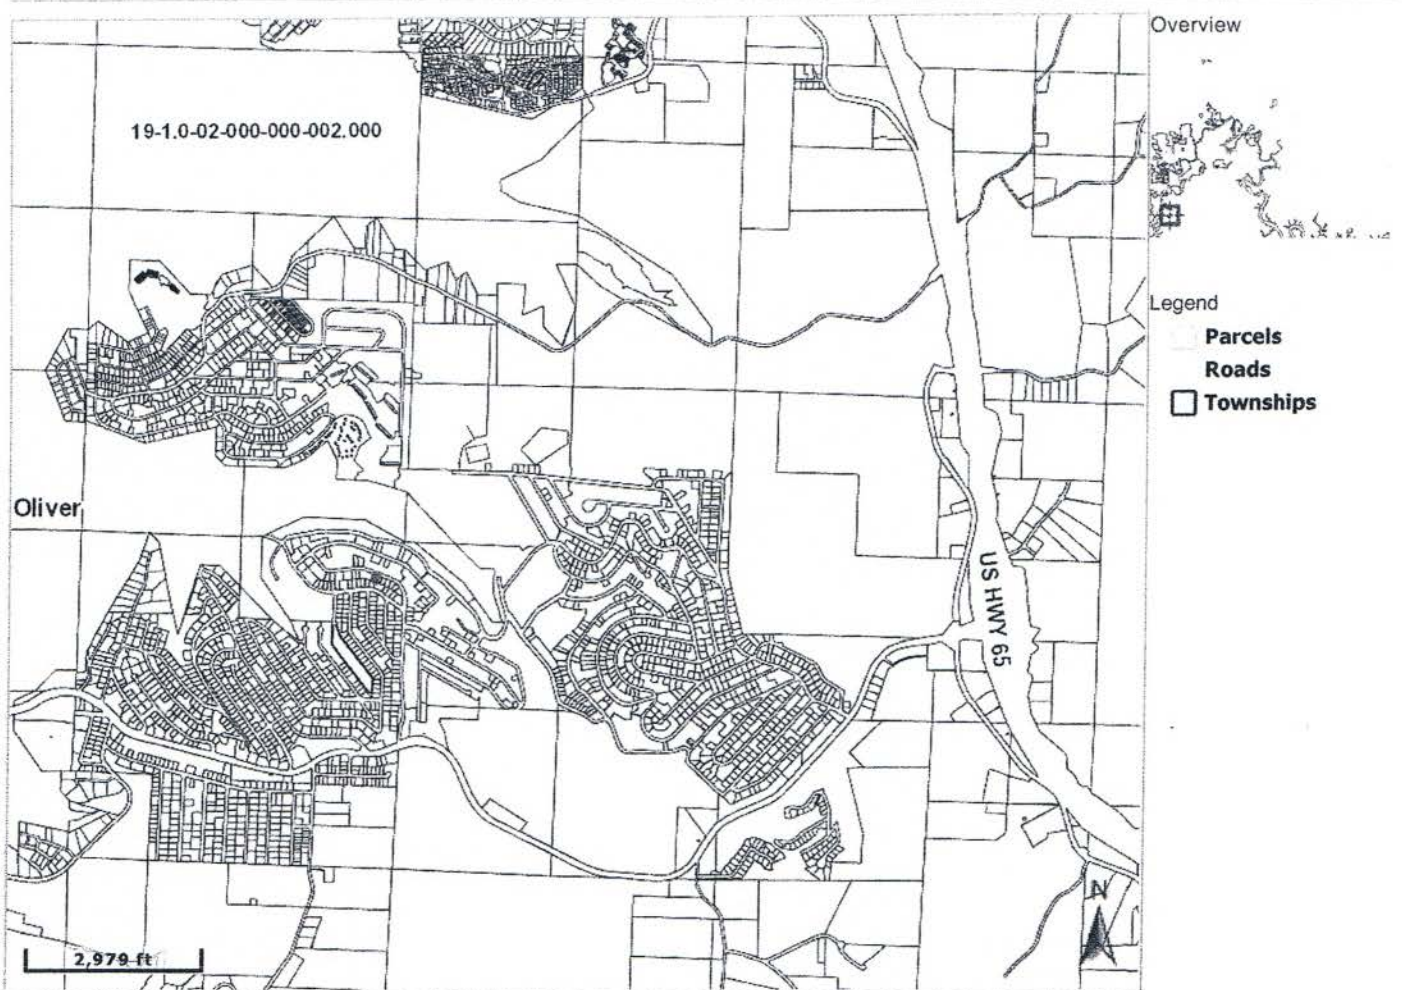 Overview
19-1.0-02-000-000-002.000
Legend
Parcels
Roads
Townships
Oliver
US HWY 65
N
2,979 ft